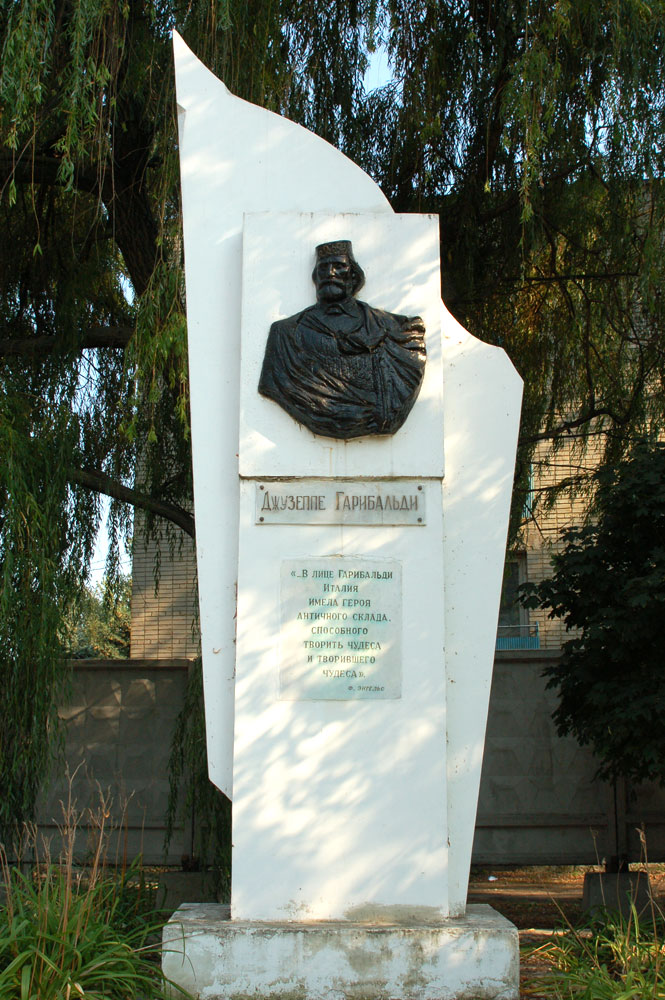 Джузеппе Гарибальди
«...В лице Гарибальди
Италия
имела героя
античного склада,
способного
творить чудеса
и творившего
чудеса».
Ф. Энгельс